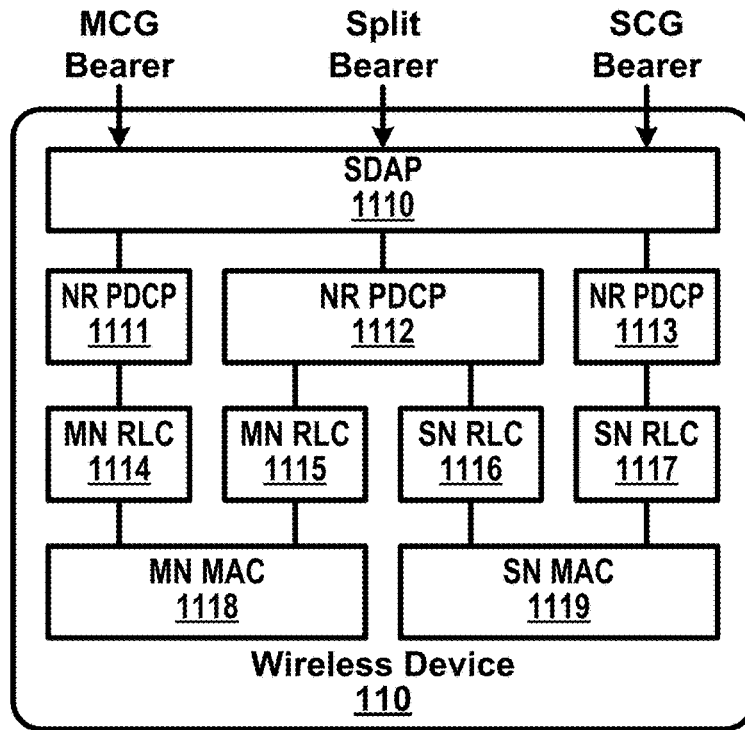 MCG Bearer
Split Bearer
SCG Bearer
SDAP
1110
NR PDCP
1111
NR PDCP
1112
NR PDCP
1113
MN RLC
1114
MN RLC
1115
SN RLC
1116
SN RLC
1117
MN MAC
1118
SN MAC
1119
Wireless Device
110